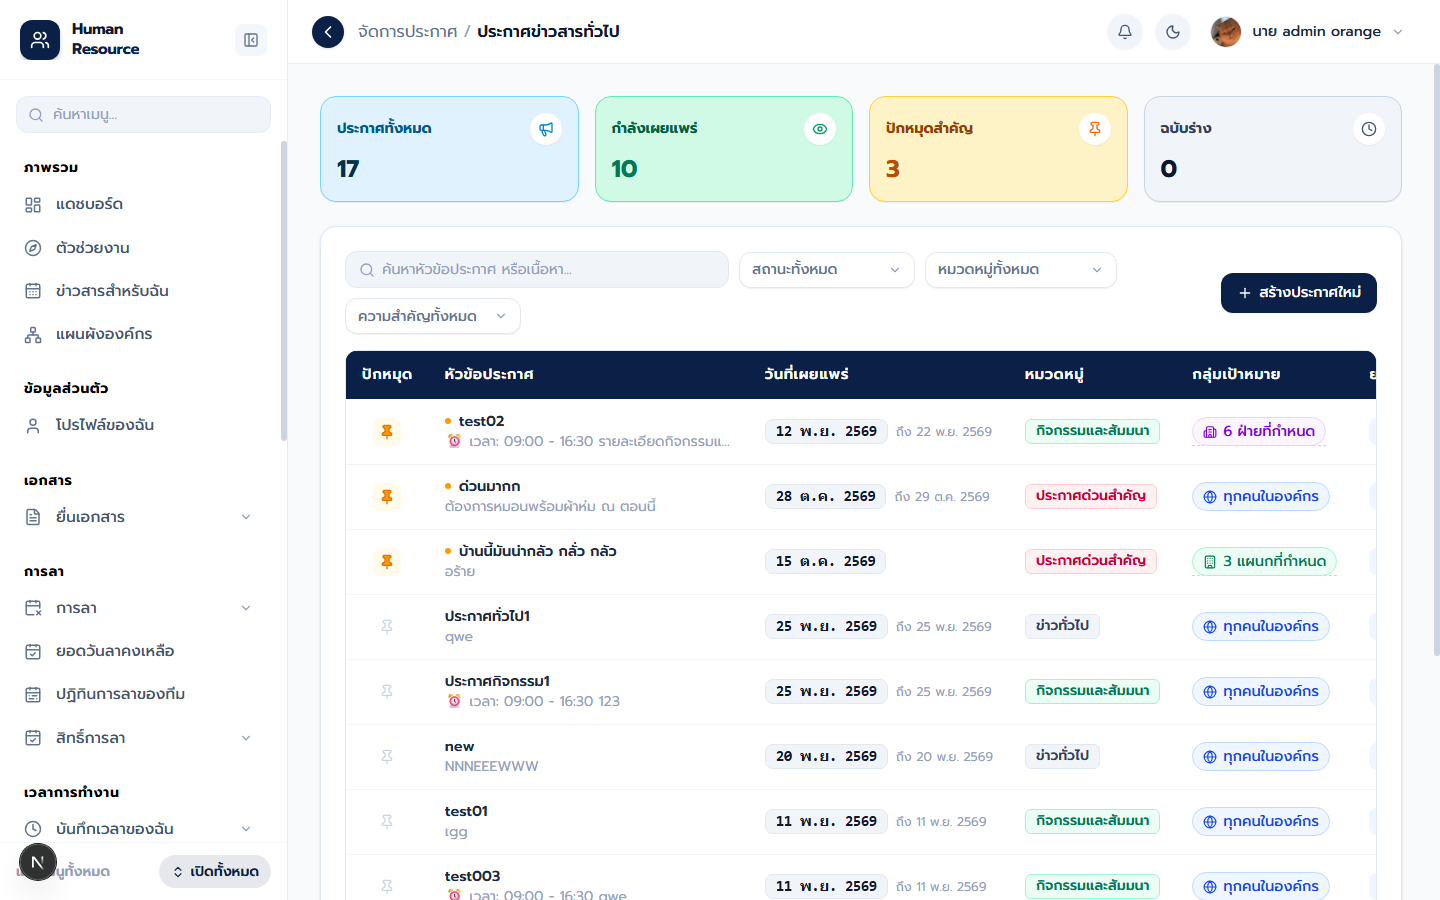 Human
Resource
ค้นหาเมนู...
ภาพรวม
แดชบอร์ด
ตัวช่วยงาน
ข่าวสารสำหรับฉัน
แผนผังองค์กร
ข้อมูลส่วนตัว
โปรไฟล์ของฉัน
เอกสาร
ยื่นเอกสาร
การลา
การลา
ยอดวันลาคงเหลือ
ปฏิทินการลาของทีม
สิทธิ์การลา
เวลาการทำงาน
บันทึกเวลาของฉัน
N
เปิดทั้งหมด
จัดการประกาศ / ประกาศข่าวสารทั่วไป
นาย admin orange
ประกาศทั้งหมด
17
กำลังเผยแพร่
10
ปักหมุดสำคัญ
3
ฉบับร่าง
0
ค้นหาหัวข้อประกาศ หรือเนื้อหา...
สถานะทั้งหมด
หมวดหมู่ทั้งหมด
ความสำคัญทั้งหมด
+ สร้างประกาศใหม่
ปักหมุด หัวข้อประกาศ วันที่เผยแพร่ หมวดหมู่ กลุ่มเป้าหมาย
test02
⏰ เวลา: 09:00 - 16:30 รายละเอียดกิจกรรมแ...
12 พ.ย. 2569 ถึง 22 พ.ย. 2569 กิจกรรมและสัมมนา 6 ฝ่ายที่กำหนด
ด่วนมากก
ต้องการหมอนพร้อมผ้าห่ม ณ ตอนนี้
28 ต.ค. 2569 ถึง 29 ต.ค. 2569 ประกาศด่วนสำคัญ ทุกคนในองค์กร
บ้านนี้มันน่ากลัว กลั่ว กลัว
อร้าย
15 ต.ค. 2569 ประกาศด่วนสำคัญ 3 แผนกที่กำหนด
ประกาศทั่วไป1
qwe
25 พ.ย. 2569 ถึง 25 พ.ย. 2569 ข่าวทั่วไป ทุกคนในองค์กร
ประกาศกิจกรรม1
⏰ เวลา: 09:00 - 16:30 123
25 พ.ย. 2569 ถึง 25 พ.ย. 2569 กิจกรรมและสัมมนา ทุกคนในองค์กร
new
NNNEEEWWW
20 พ.ย. 2569 ถึง 20 พ.ย. 2569 ข่าวทั่วไป ทุกคนในองค์กร
test01
เgg
11 พ.ย. 2569 ถึง 11 พ.ย. 2569 กิจกรรมและสัมมนา ทุกคนในองค์กร
test003
⏰ เวลา: 09:00 - 16:30 qwe
11 พ.ย. 2569 ถึง 11 พ.ย. 2569 กิจกรรมและสัมมนา ทุกคนในองค์กร